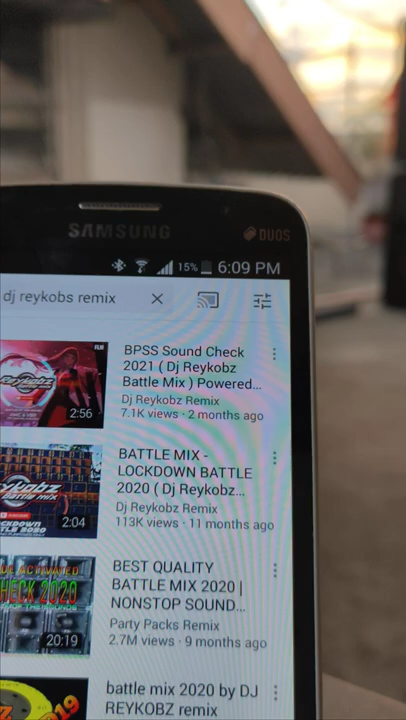 SAMSUNG
DUOS
15% 6:09 PM
dj reykobs remix
BPSS Sound Check
2021 ( Dj Reykobz
Battle Mix ) Powered...
Dj Reykobz Remix
7.1K views · 2 months ago
2:56
BATTLE MIX -
LOCKDOWN BATTLE
2020 ( Dj Reykobz...
Dj Reykobz Remix
113K views · 11 months ago
2:04
BEST QUALITY
BATTLE MIX 2020 |
NONSTOP SOUND...
Party Packs Remix
2.7M views · 9 months ago
20:19
battle mix 2020 by DJ
REYKOBZ remix